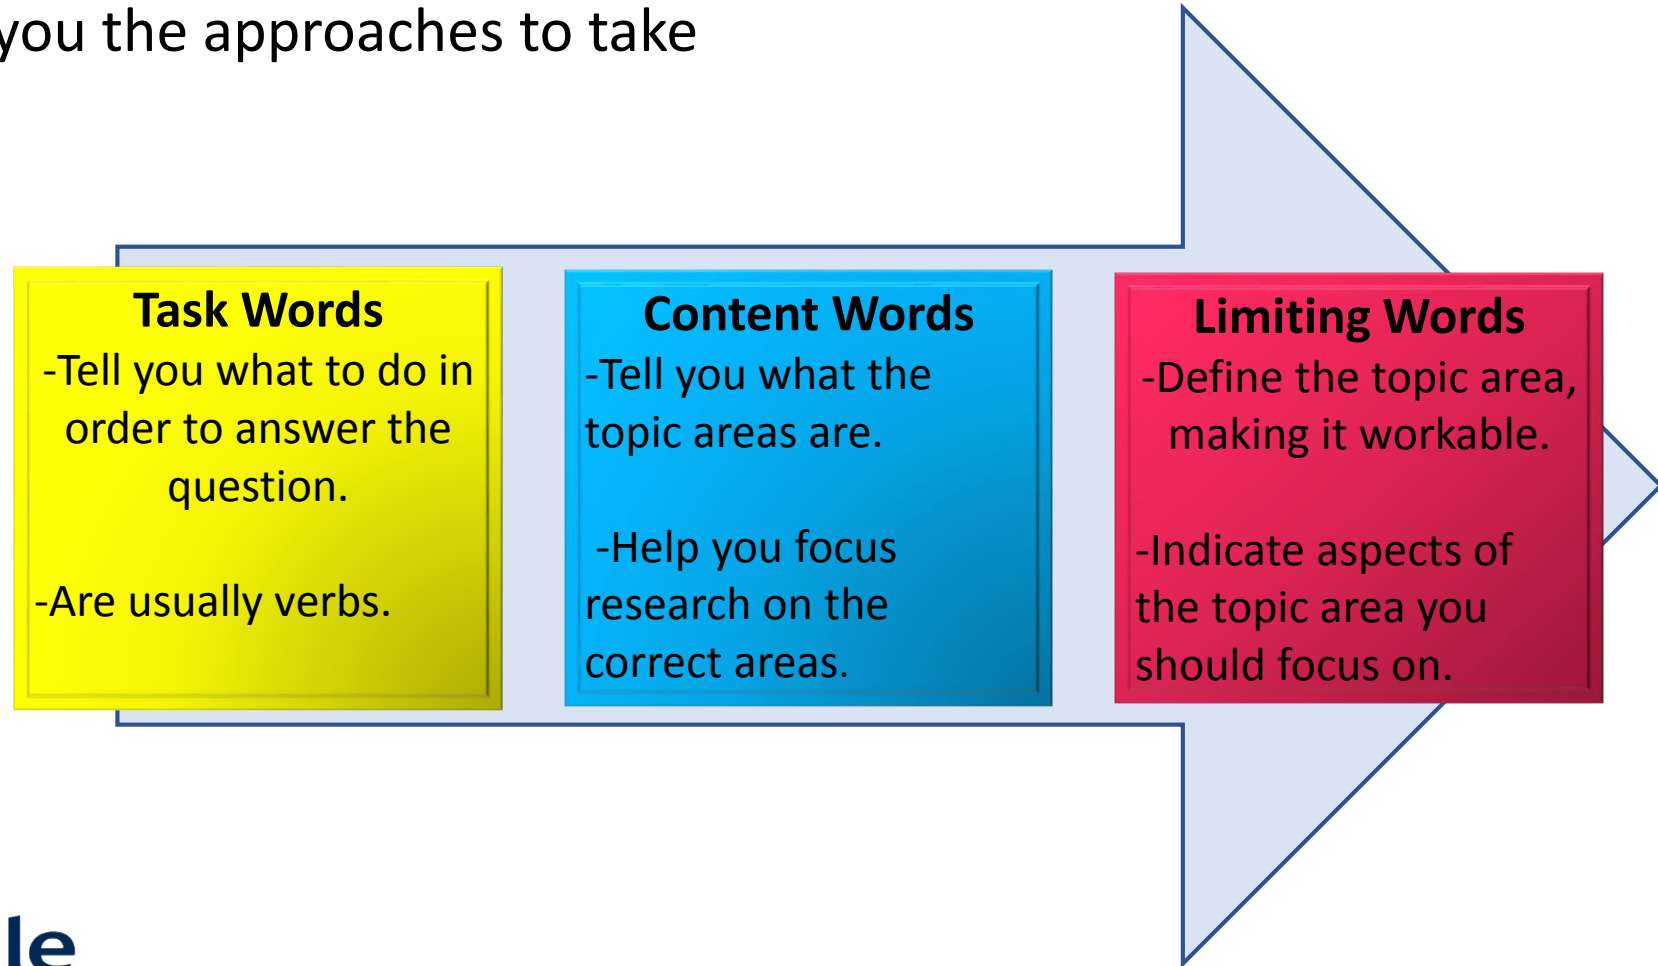 you the approaches to take
Task Words
-Tell you what to do in
order to answer the
question.
-Are usually verbs.
Content Words
-Tell you what the
topic areas are.
-Help you focus
research on the
correct areas.
Limiting Words
-Define the topic area,
making it workable.
-Indicate aspects of
the topic area you
should focus on.
le